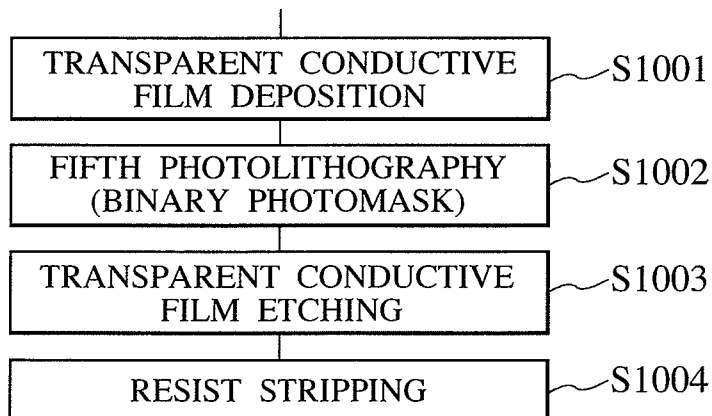 TRANSPARENT CONDUCTIVE
FILM DEPOSITION
S1001
FIFTH PHOTOLITHOGRAPHY
(BINARY PHOTOMASK)
S1002
TRANSPARENT CONDUCTIVE
FILM ETCHING
S1003
RESIST STRIPPING
S1004